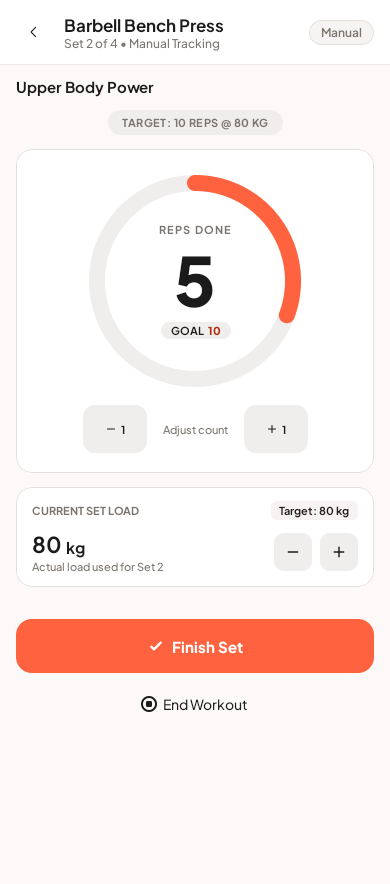 Barbell Bench Press
Set 2 of 4 • Manual Tracking
Manual
Upper Body Power
TARGET: 10 REPS @ 80 KG
REPS DONE
5
GOAL 10
− 1
Adjust count
+ 1
CURRENT SET LOAD
Target: 80 kg
80 kg
Actual load used for Set 2
− +
Finish Set
End Workout